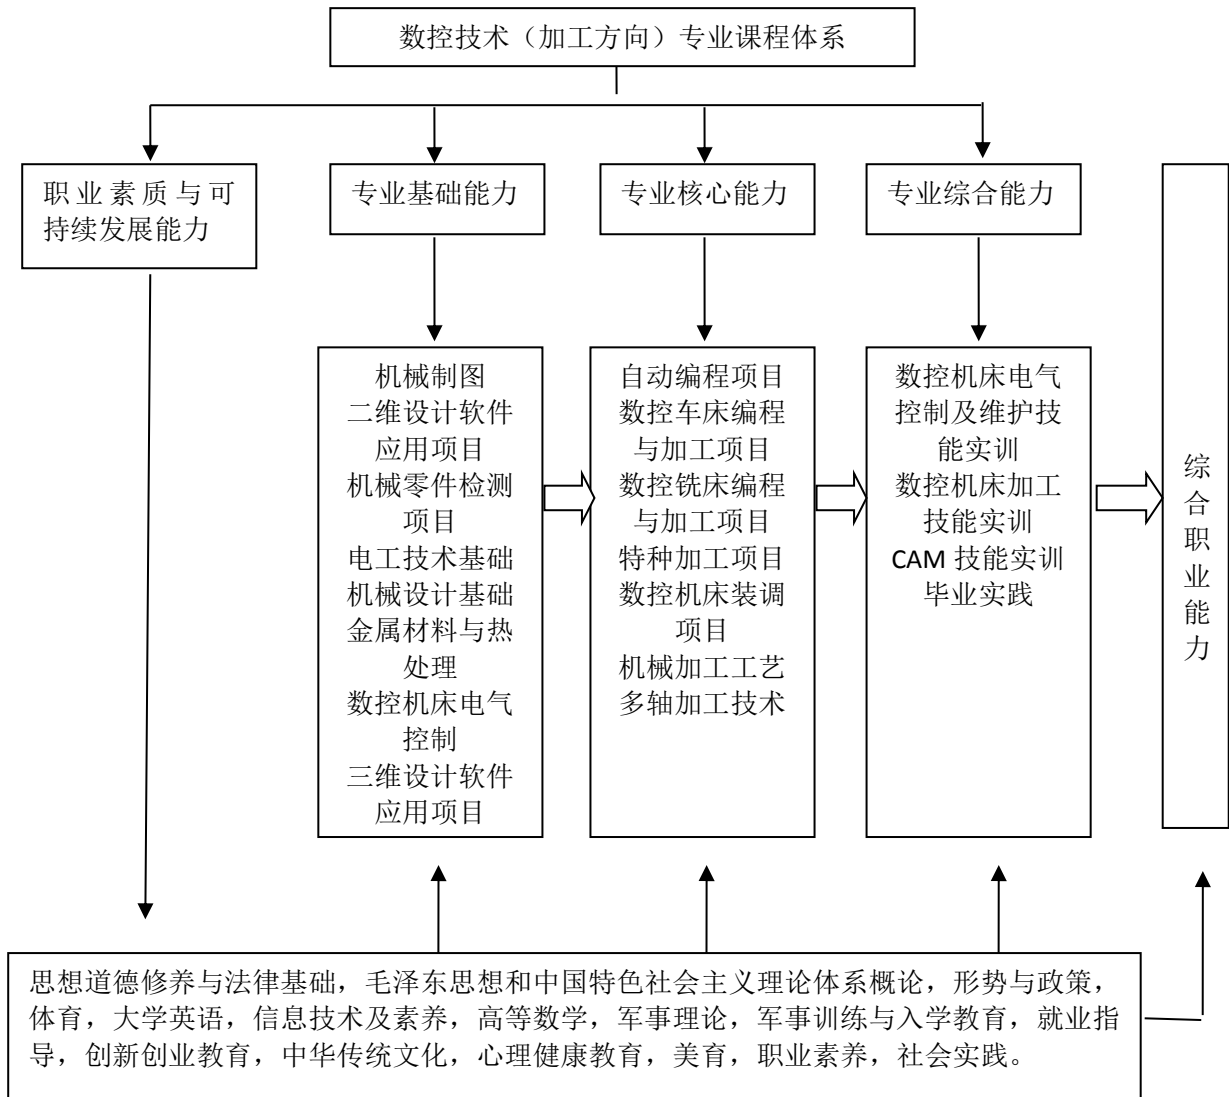 数控技术（加工方向）专业课程体系
职业素质与可
持续发展能力
专业基础能力
专业核心能力
专业综合能力
机械制图
二维设计软件
应用项目
机械零件检测
项目
电工技术基础
机械设计基础
金属材料与热
处理
数控机床电气
控制
三维设计软件
应用项目
自动编程项目
数控车床编程
与加工项目
数控铣床编程
与加工项目
特种加工项目
数控机床装调
项目
机械加工工艺
多轴加工技术
数控机床电气
控制及维护技
能实训
数控机床加工
技能实训
CAM 技能实训
毕业实践
综合职业能力
思想道德修养与法律基础，毛泽东思想和中国特色社会主义理论体系概论，形势与政策，
体育，大学英语，信息技术及素养，高等数学，军事理论，军事训练与入学教育，就业指
导，创新创业教育，中华传统文化，心理健康教育，美育，职业素养，社会实践。